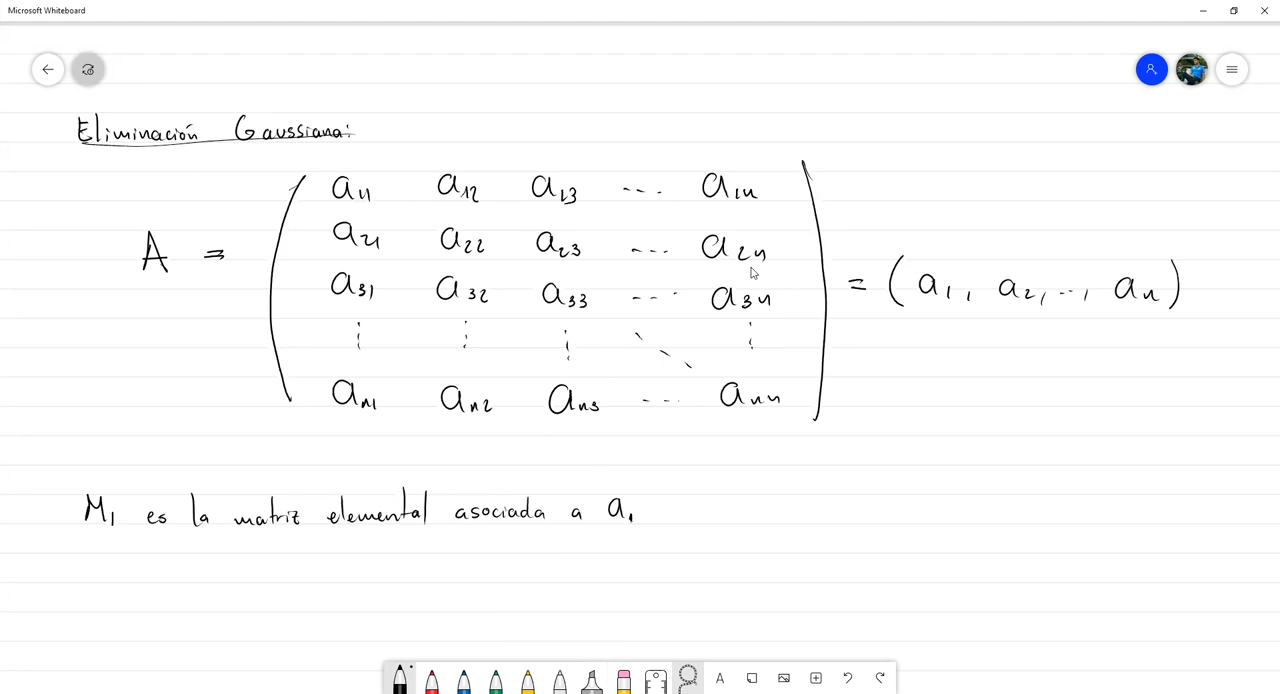 Microsoft Whiteboard
Eliminación Gaussiana:
a11 a12 a13 ... a1n
a21 a22 a23 ... a2n
A = = (a1, a2, ..., an)
a31 a32 a33 ... a3n
⋮ ⋮ ⋮ ⋱ ⋮
an1 an2 an3 ... ann
M1 es la matriz elemental asociada a a1
A